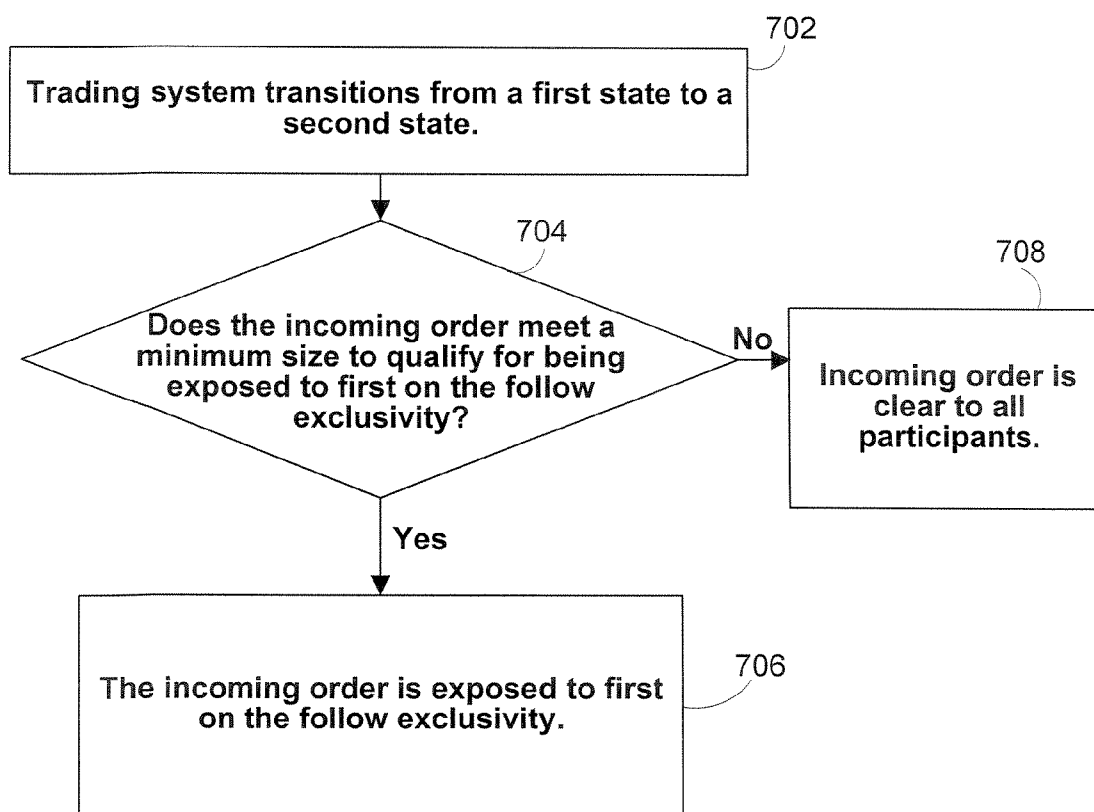 702
Trading system transitions from a first state to a
second state.
704
Does the incoming order meet a
minimum size to qualify for being
exposed to first on the follow
exclusivity?
No
708
Incoming order is
clear to all
participants.
Yes
706
The incoming order is exposed to first
on the follow exclusivity.